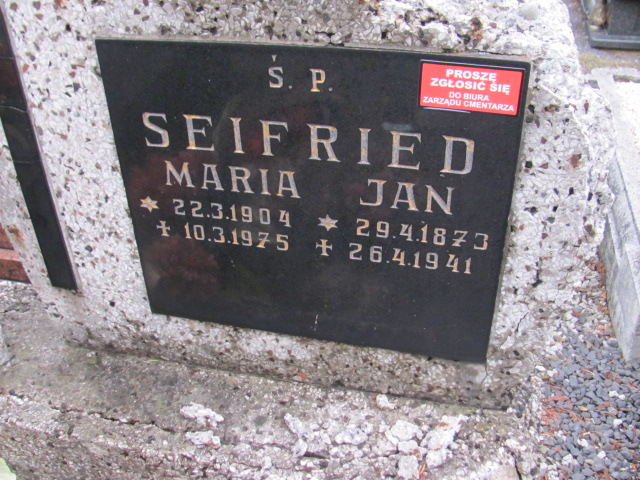 Ś. P.
SEIFRIED
MARIA JAN
22.3.1904 29.4.1873
10.3.1975 26.4.1941
PROSZĘ
ZGŁOSIĆ SIĘ
DO BIURA
ZARZĄDU CMENTARZA